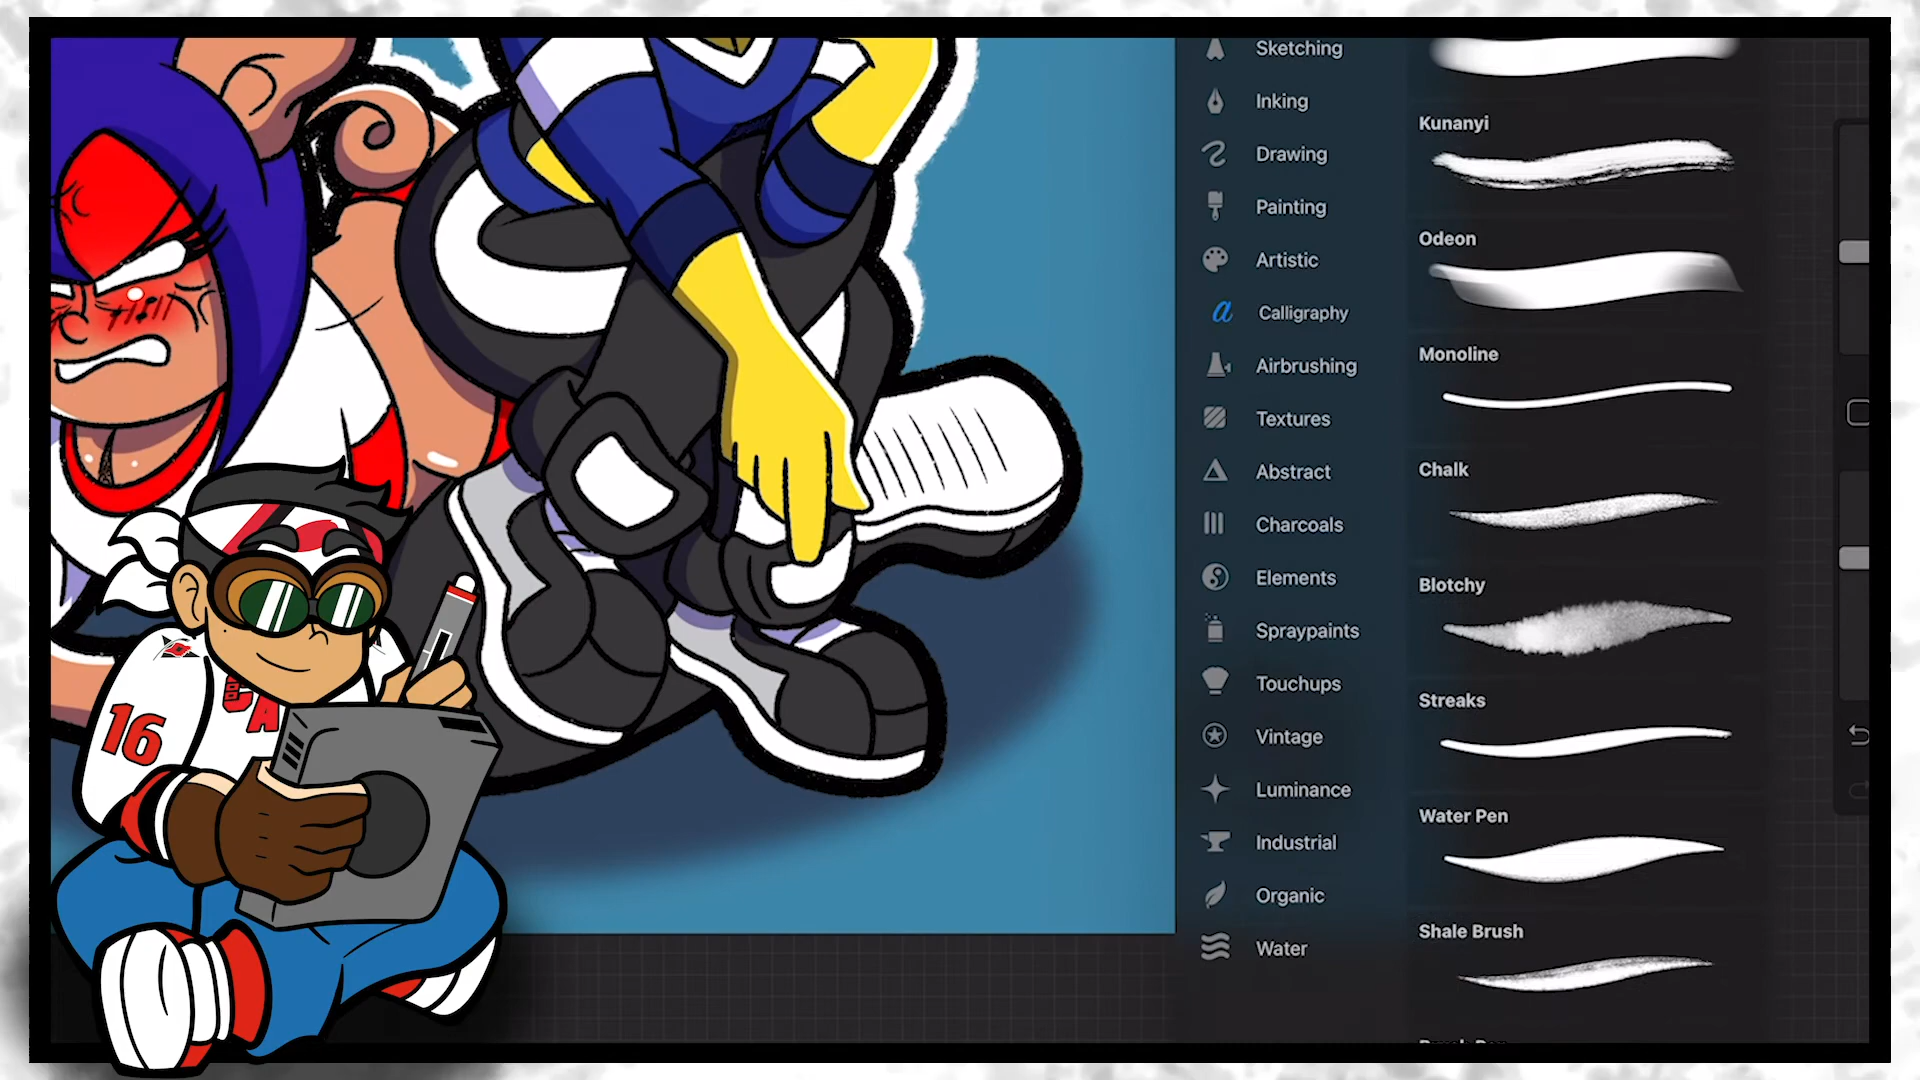 Sketching
Inking
Drawing
Painting
Artistic
Calligraphy
Airbrushing
Textures
Abstract
Charcoals
Elements
Spraypaints
Touchups
Vintage
Luminance
Industrial
Organic
Water
Kunanyi
Odeon
Monoline
Chalk
Blotchy
Streaks
Water Pen
Shale Brush
16